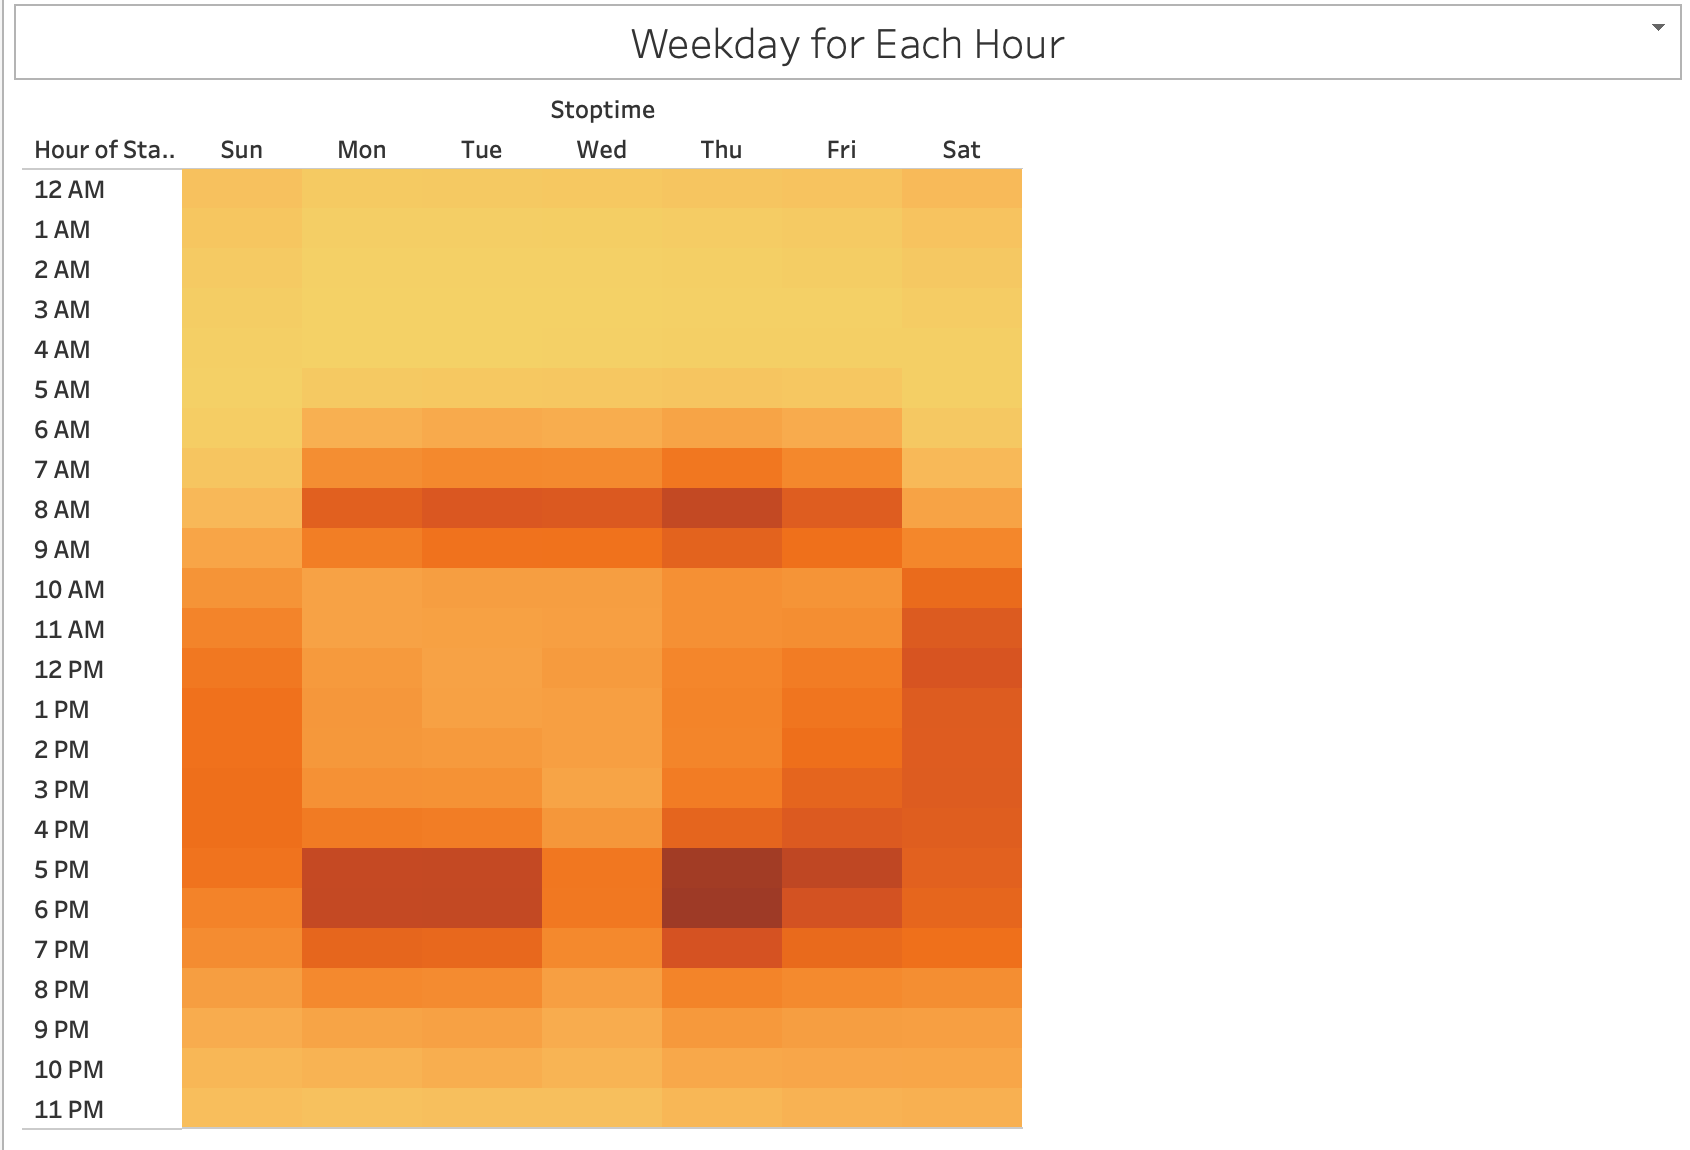 Weekday for Each Hour
Stoptime
Hour of Sta.. Sun Mon Tue Wed Thu Fri Sat
12 AM
1 AM
2 AM
3 AM
4 AM
5 AM
6 AM
7 AM
8 AM
9 AM
10 AM
11 AM
12 PM
1 PM
2 PM
3 PM
4 PM
5 PM
6 PM
7 PM
8 PM
9 PM
10 PM
11 PM